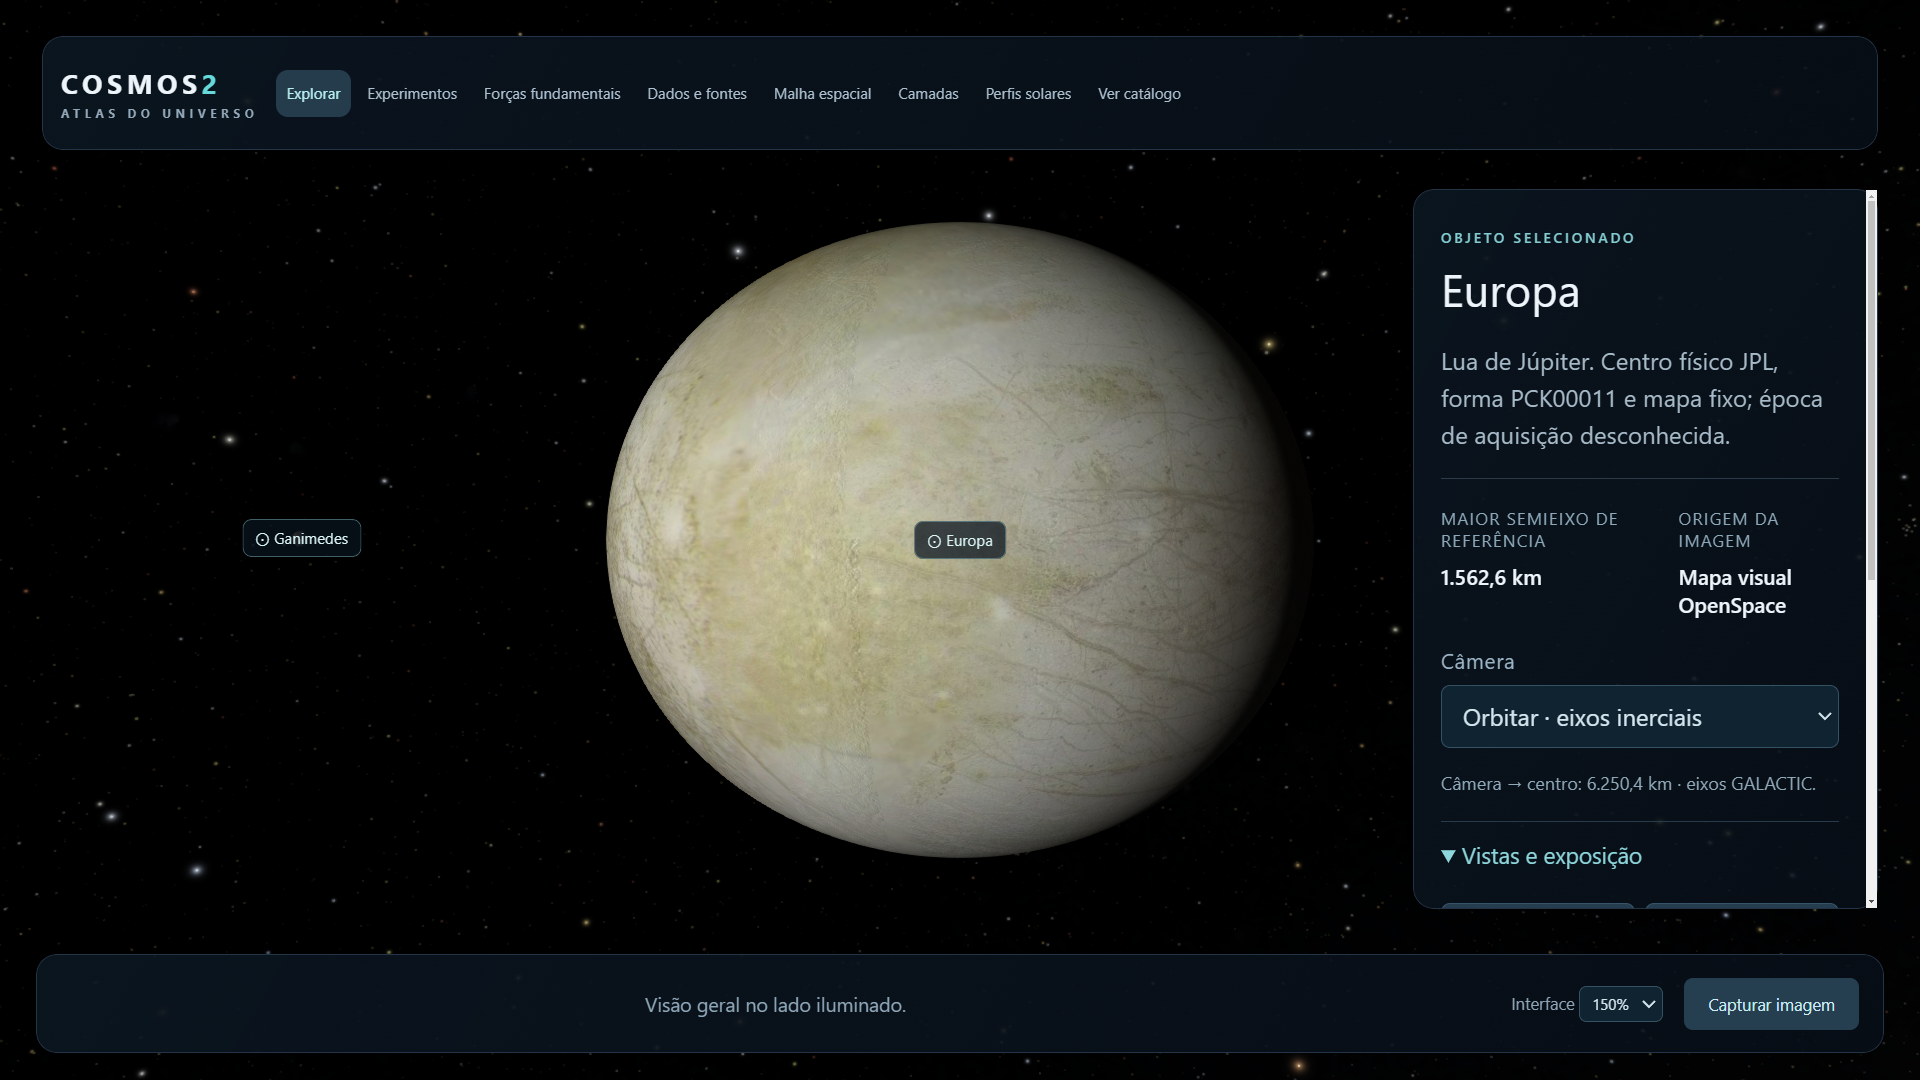 COSMOS2
ATLAS DO UNIVERSO
Explorar
Experimentos
Forças fundamentais
Dados e fontes
Malha espacial
Camadas
Perfis solares
Ver catálogo
Ganimedes
Europa
OBJETO SELECIONADO
Europa
Lua de Júpiter. Centro físico JPL,
forma PCK00011 e mapa fixo; época
de aquisição desconhecida.
MAIOR SEMIEIXO DE
REFERÊNCIA
1.562,6 km
ORIGEM DA
IMAGEM
Mapa visual
OpenSpace
Câmera
Orbitar · eixos inerciais
Câmera → centro: 6.250,4 km · eixos GALACTIC.
▼ Vistas e exposição
Visão geral no lado iluminado.
Interface
150%
Capturar imagem